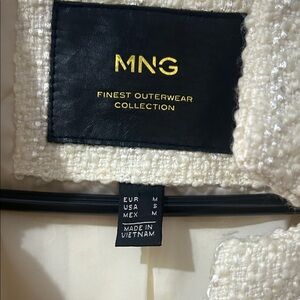 MNG
FINEST OUTERWEAR
COLLECTION
EUR M
USA S
MEX M
MADE IN
VIETNAM